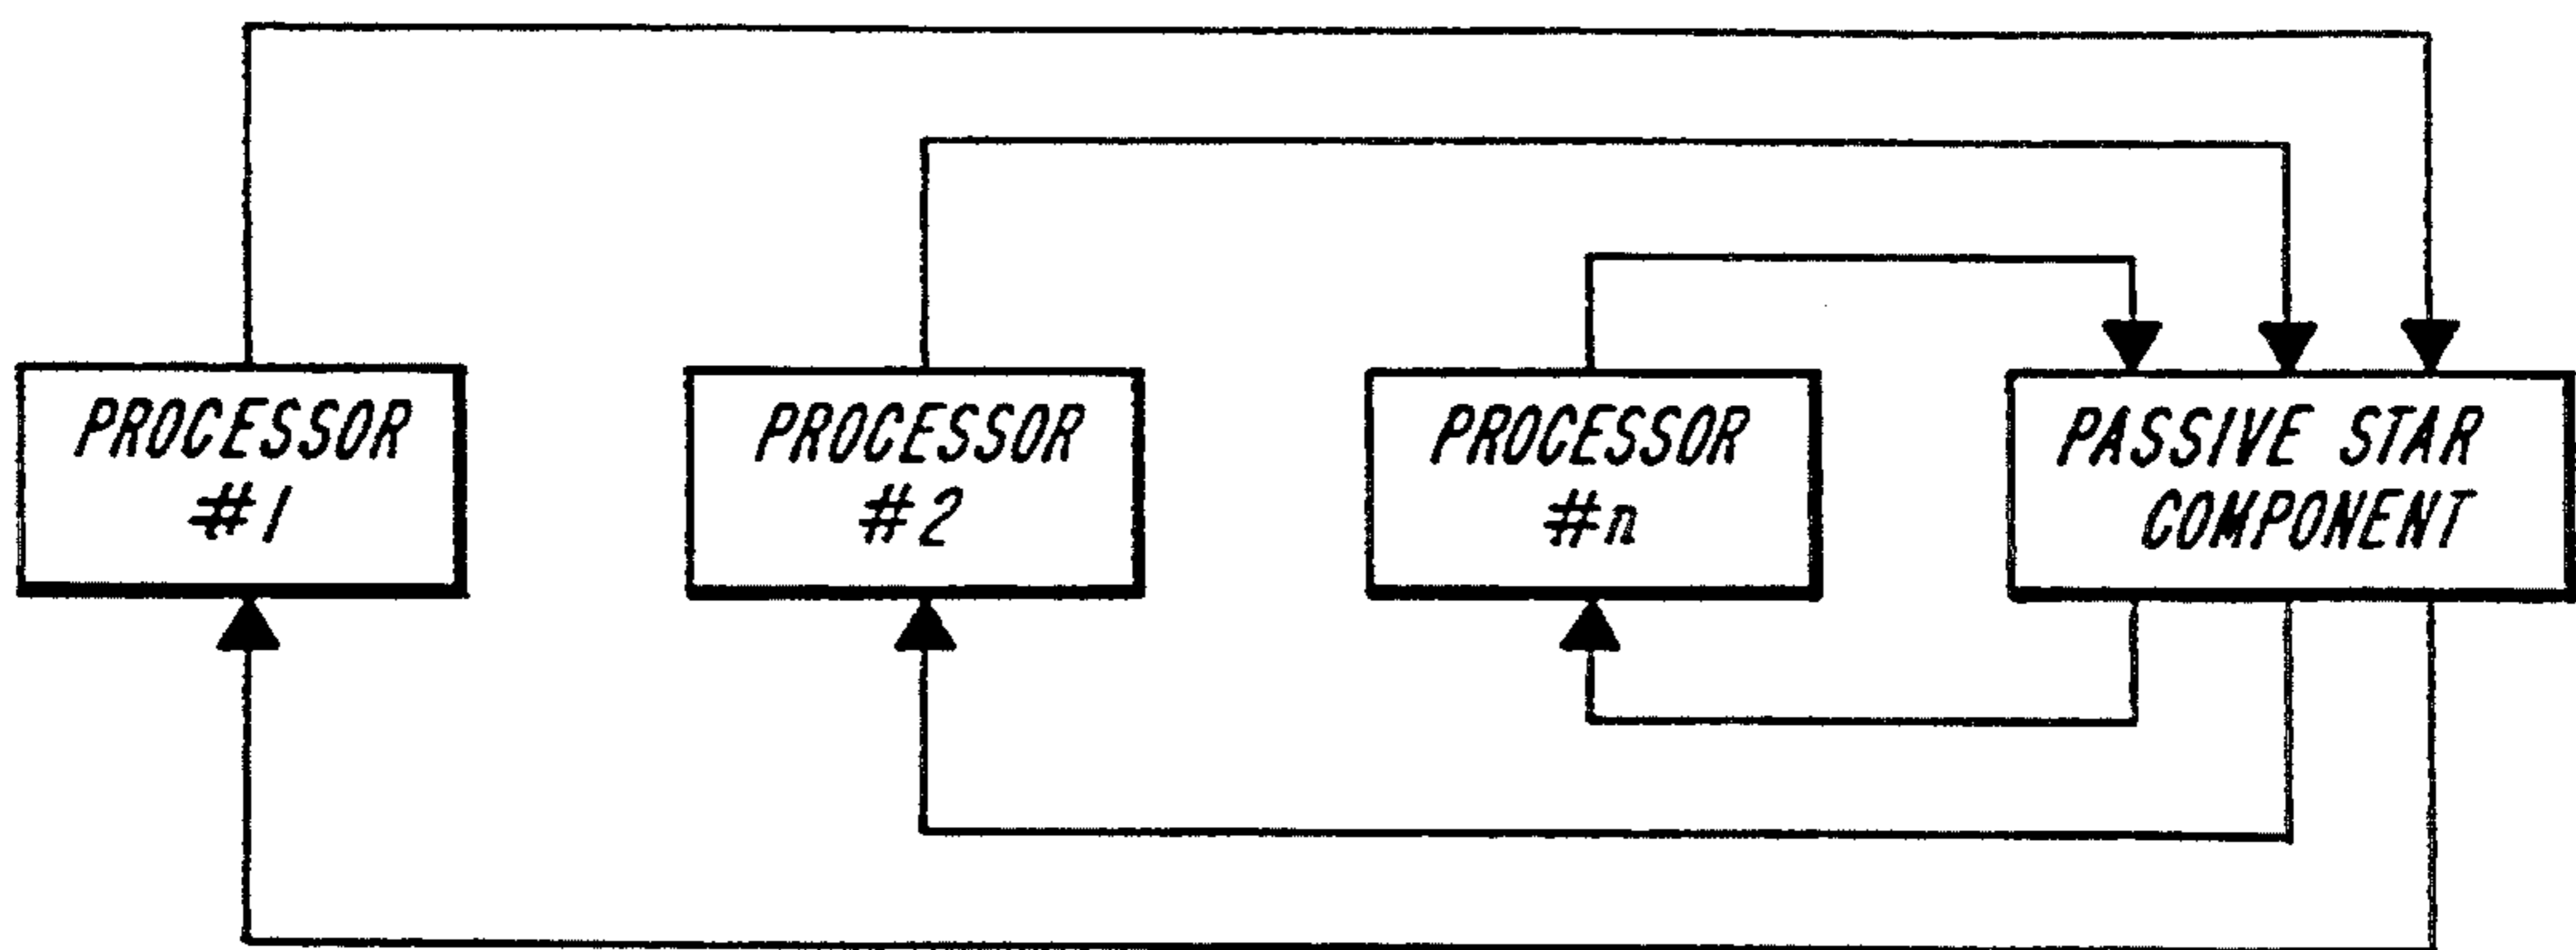 PROCESSOR
#1
PROCESSOR
#2
PROCESSOR
#n
PASSIVE STAR
COMPONENT